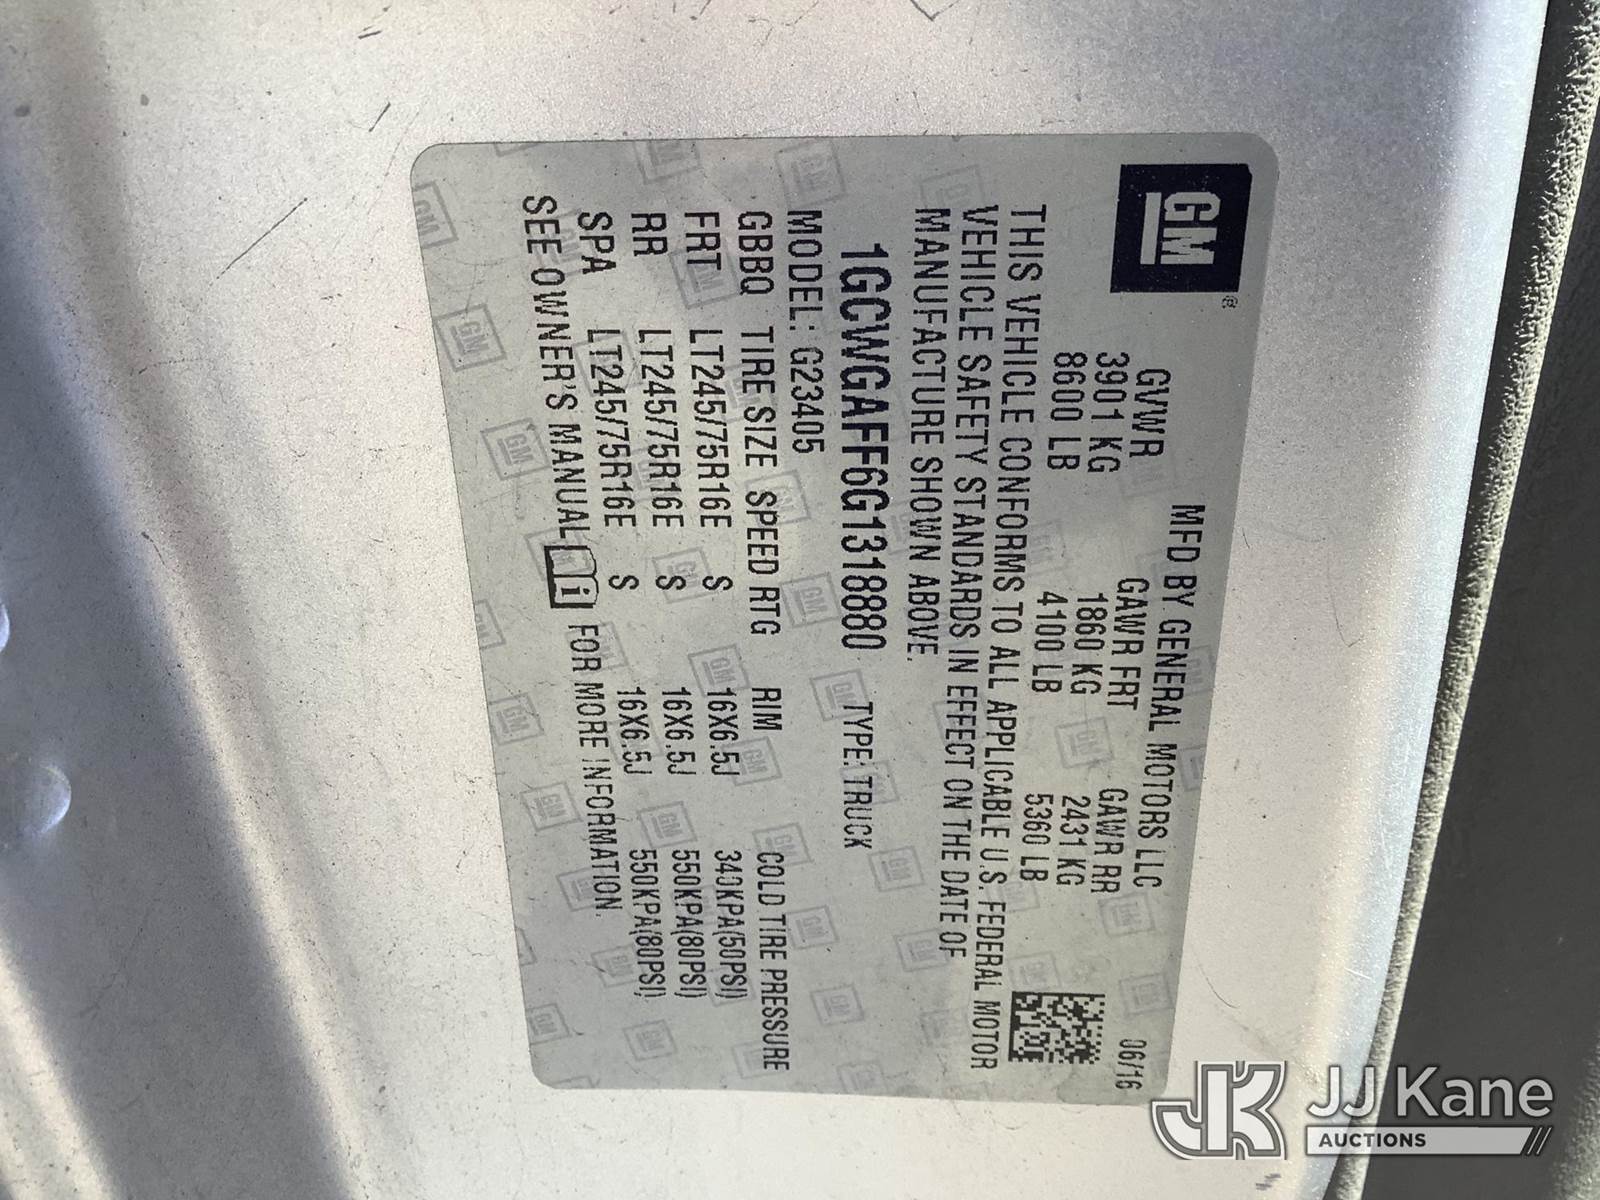 GM®
MFD BY GENERAL MOTORS LLC 06/16
GVWR GAWR FRT GAWR RR
3901 KG 1860 KG 2431 KG
8600 LB 4100 LB 5360 LB
THIS VEHICLE CONFORMS TO ALL APPLICABLE U.S. FEDERAL MOTOR
VEHICLE SAFETY STANDARDS IN EFFECT ON THE DATE OF
MANUFACTURE SHOWN ABOVE.
1GCWGAFF6G1318880 TYPE: TRUCK
MODEL: G23405
GBBQ TIRE SIZE SPEED RTG RIM COLD TIRE PRESSURE
FRT LT245/75R16E S 16X6.5J 340KPA(50PSI)
RR LT245/75R16E S 16X6.5J 550KPA(80PSI)
SPA LT245/75R16E S 16X6.5J 550KPA(80PSI)
SEE OWNER'S MANUAL i FOR MORE INFORMATION.
JK JJ Kane
AUCTIONS